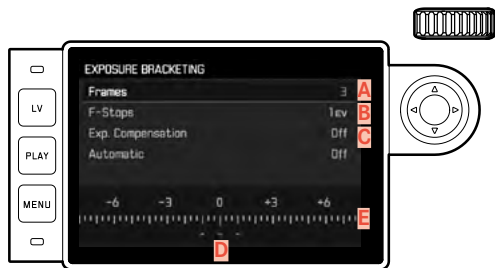 EXPOSURE BRACKETING
Frames 3 A
F-Stops 1EV B
Exp. Compensation Off C
Automatic Off
-6 -3 0 +3 +6
E
D
LV
PLAY
MENU